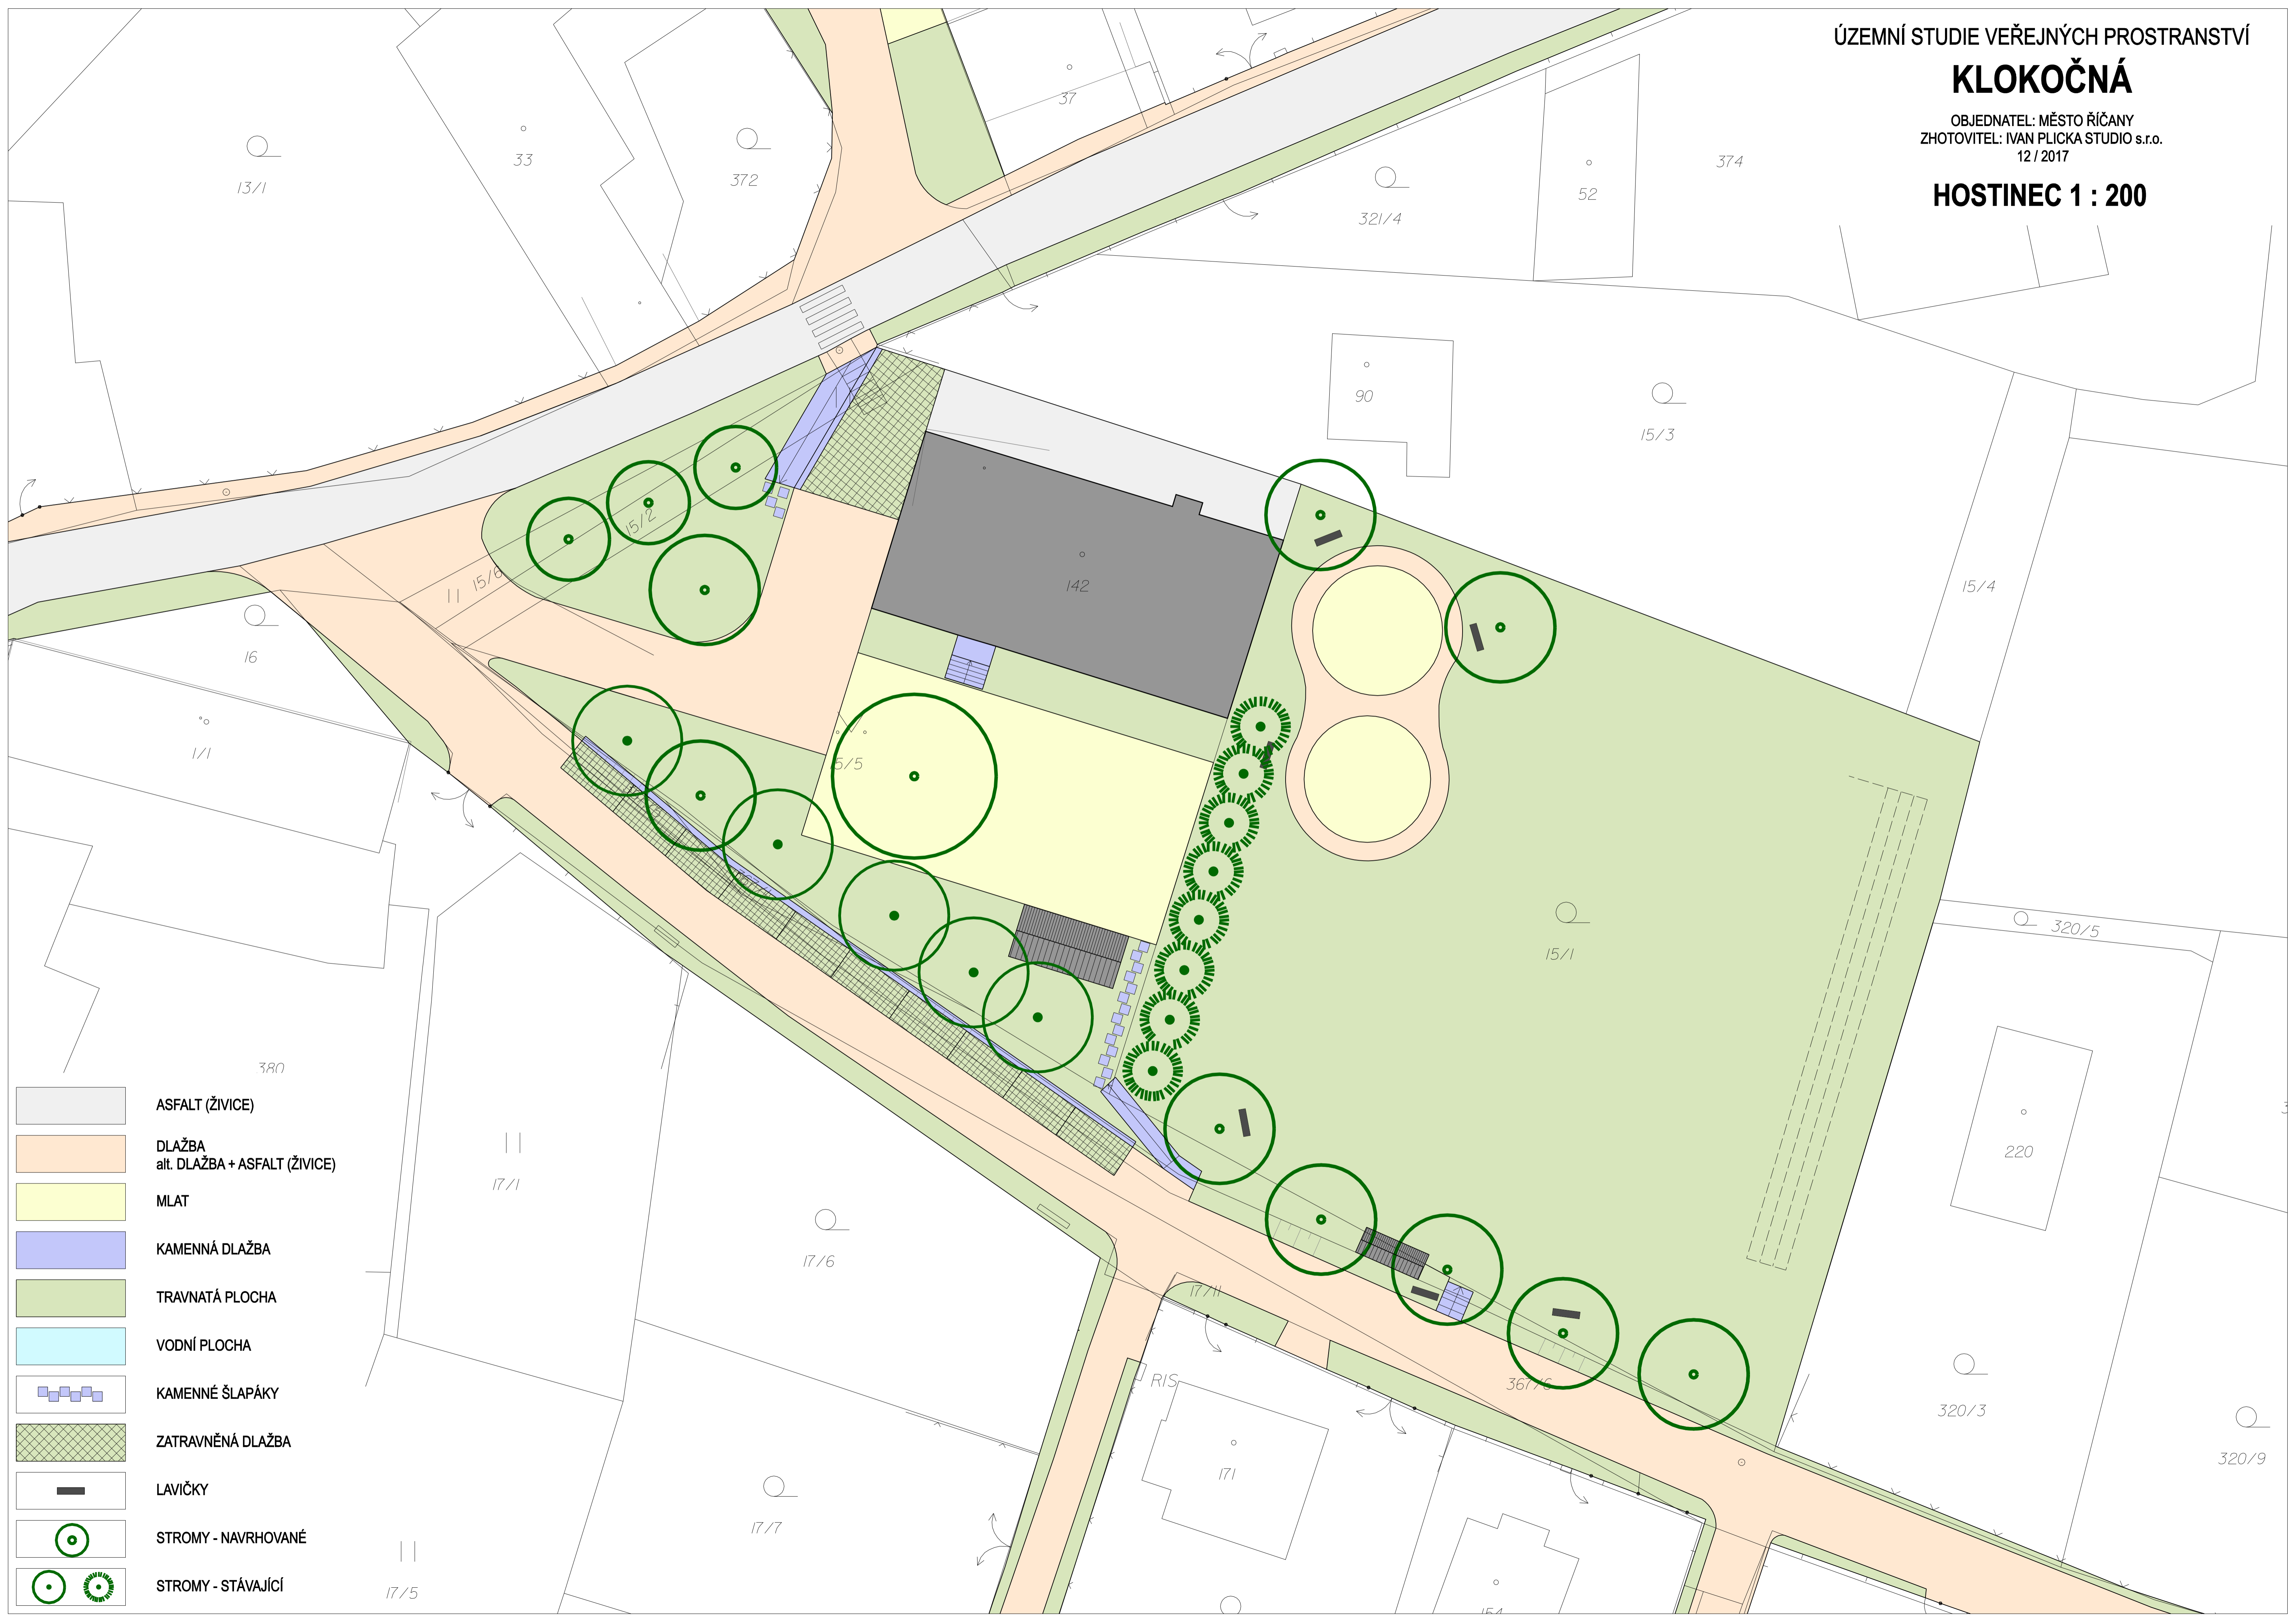 ÚZEMNÍ STUDIE VEŘEJNÝCH PROSTRANSTVÍ
KLOKOČNÁ
OBJEDNATEL: MĚSTO ŘÍČANY
ZHOTOVITEL: IVAN PLICKA STUDIO s.r.o.
12 / 2017
HOSTINEC 1 : 200
37
33
13/1
372
374
52
321/4
90
15/3
15/2
15/6
142
15/4
16
1/1
5/5
320/5
15/1
380
220
17/1
17/6
17/11
RIS
367/6
320/3
320/9
171
17/7
17/5
154
ASFALT (ŽIVICE)
DLAŽBA
alt. DLAŽBA + ASFALT (ŽIVICE)
MLAT
KAMENNÁ DLAŽBA
TRAVNATÁ PLOCHA
VODNÍ PLOCHA
KAMENNÉ ŠLAPÁKY
ZATRAVNĚNÁ DLAŽBA
LAVIČKY
STROMY - NAVRHOVANÉ
STROMY - STÁVAJÍCÍ